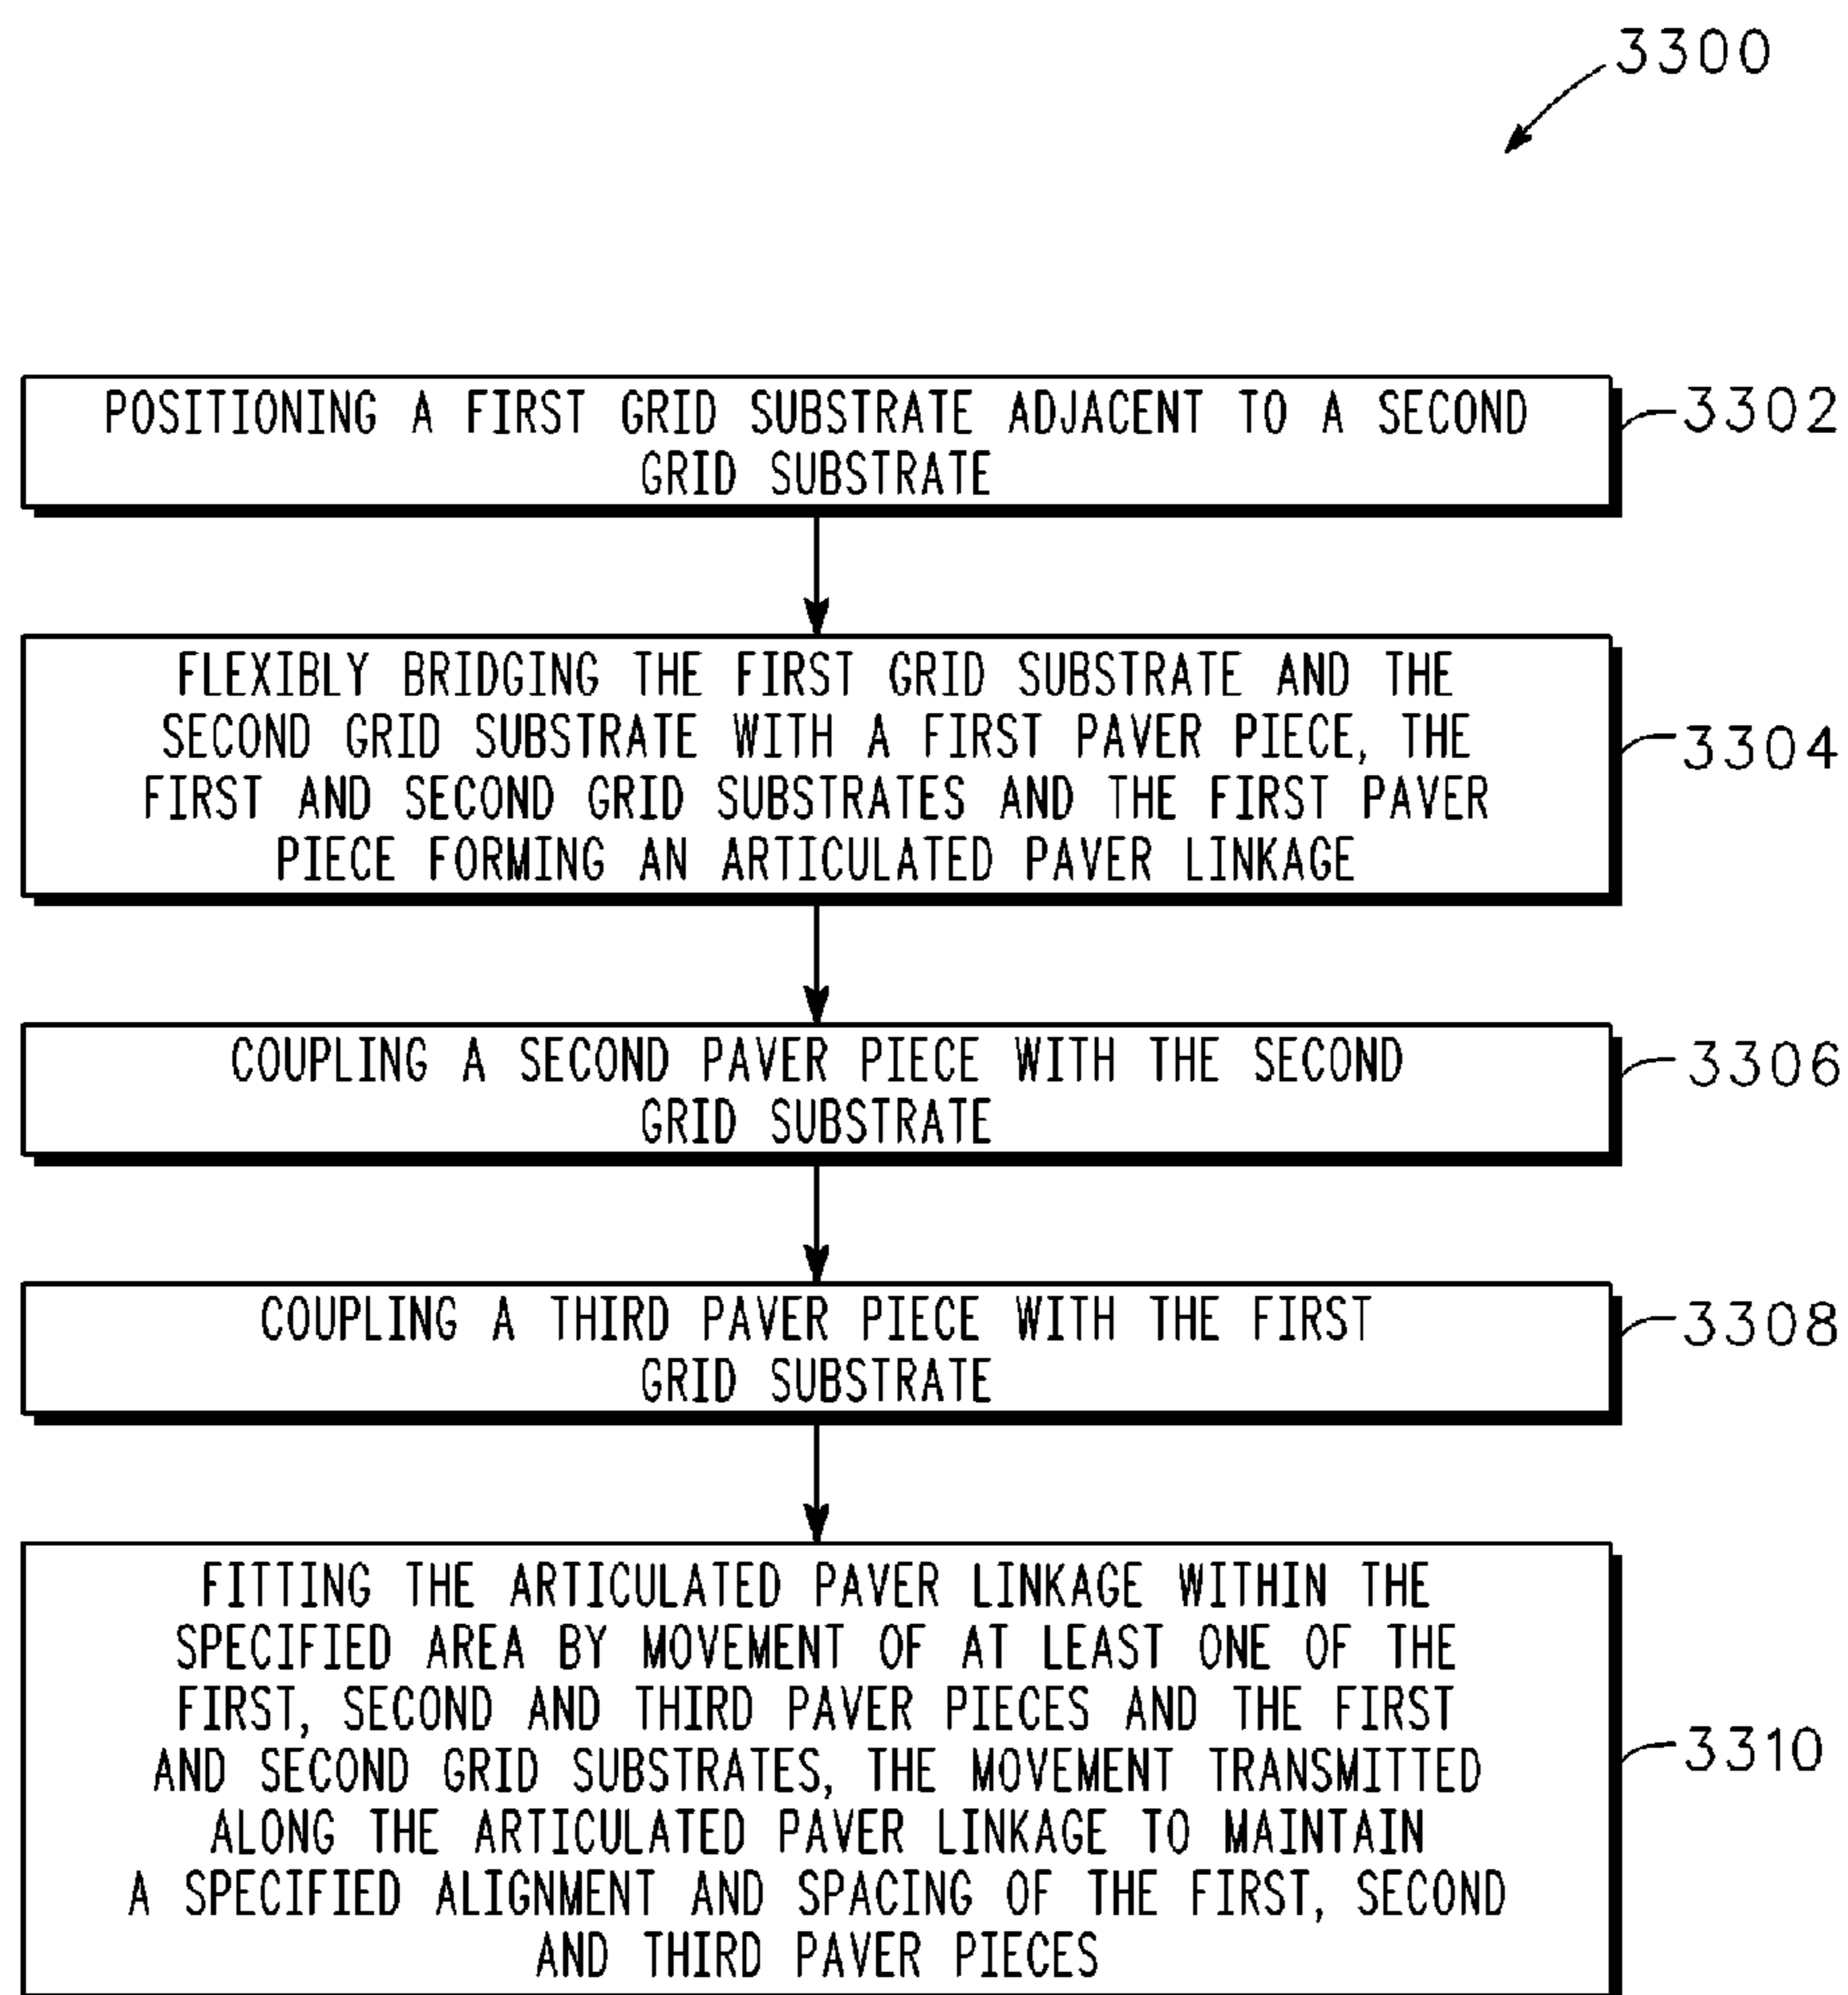 3300
POSITIONING A FIRST GRID SUBSTRATE ADJACENT TO A SECOND
GRID SUBSTRATE
3302
FLEXIBLY BRIDGING THE FIRST GRID SUBSTRATE AND THE
SECOND GRID SUBSTRATE WITH A FIRST PAVER PIECE, THE
FIRST AND SECOND GRID SUBSTRATES AND THE FIRST PAVER
PIECE FORMING AN ARTICULATED PAVER LINKAGE
3304
COUPLING A SECOND PAVER PIECE WITH THE SECOND
GRID SUBSTRATE
3306
COUPLING A THIRD PAVER PIECE WITH THE FIRST
GRID SUBSTRATE
3308
FITTING THE ARTICULATED PAVER LINKAGE WITHIN THE
SPECIFIED AREA BY MOVEMENT OF AT LEAST ONE OF THE
FIRST, SECOND AND THIRD PAVER PIECES AND THE FIRST
AND SECOND GRID SUBSTRATES, THE MOVEMENT TRANSMITTED
ALONG THE ARTICULATED PAVER LINKAGE TO MAINTAIN
A SPECIFIED ALIGNMENT AND SPACING OF THE FIRST, SECOND
AND THIRD PAVER PIECES
3310